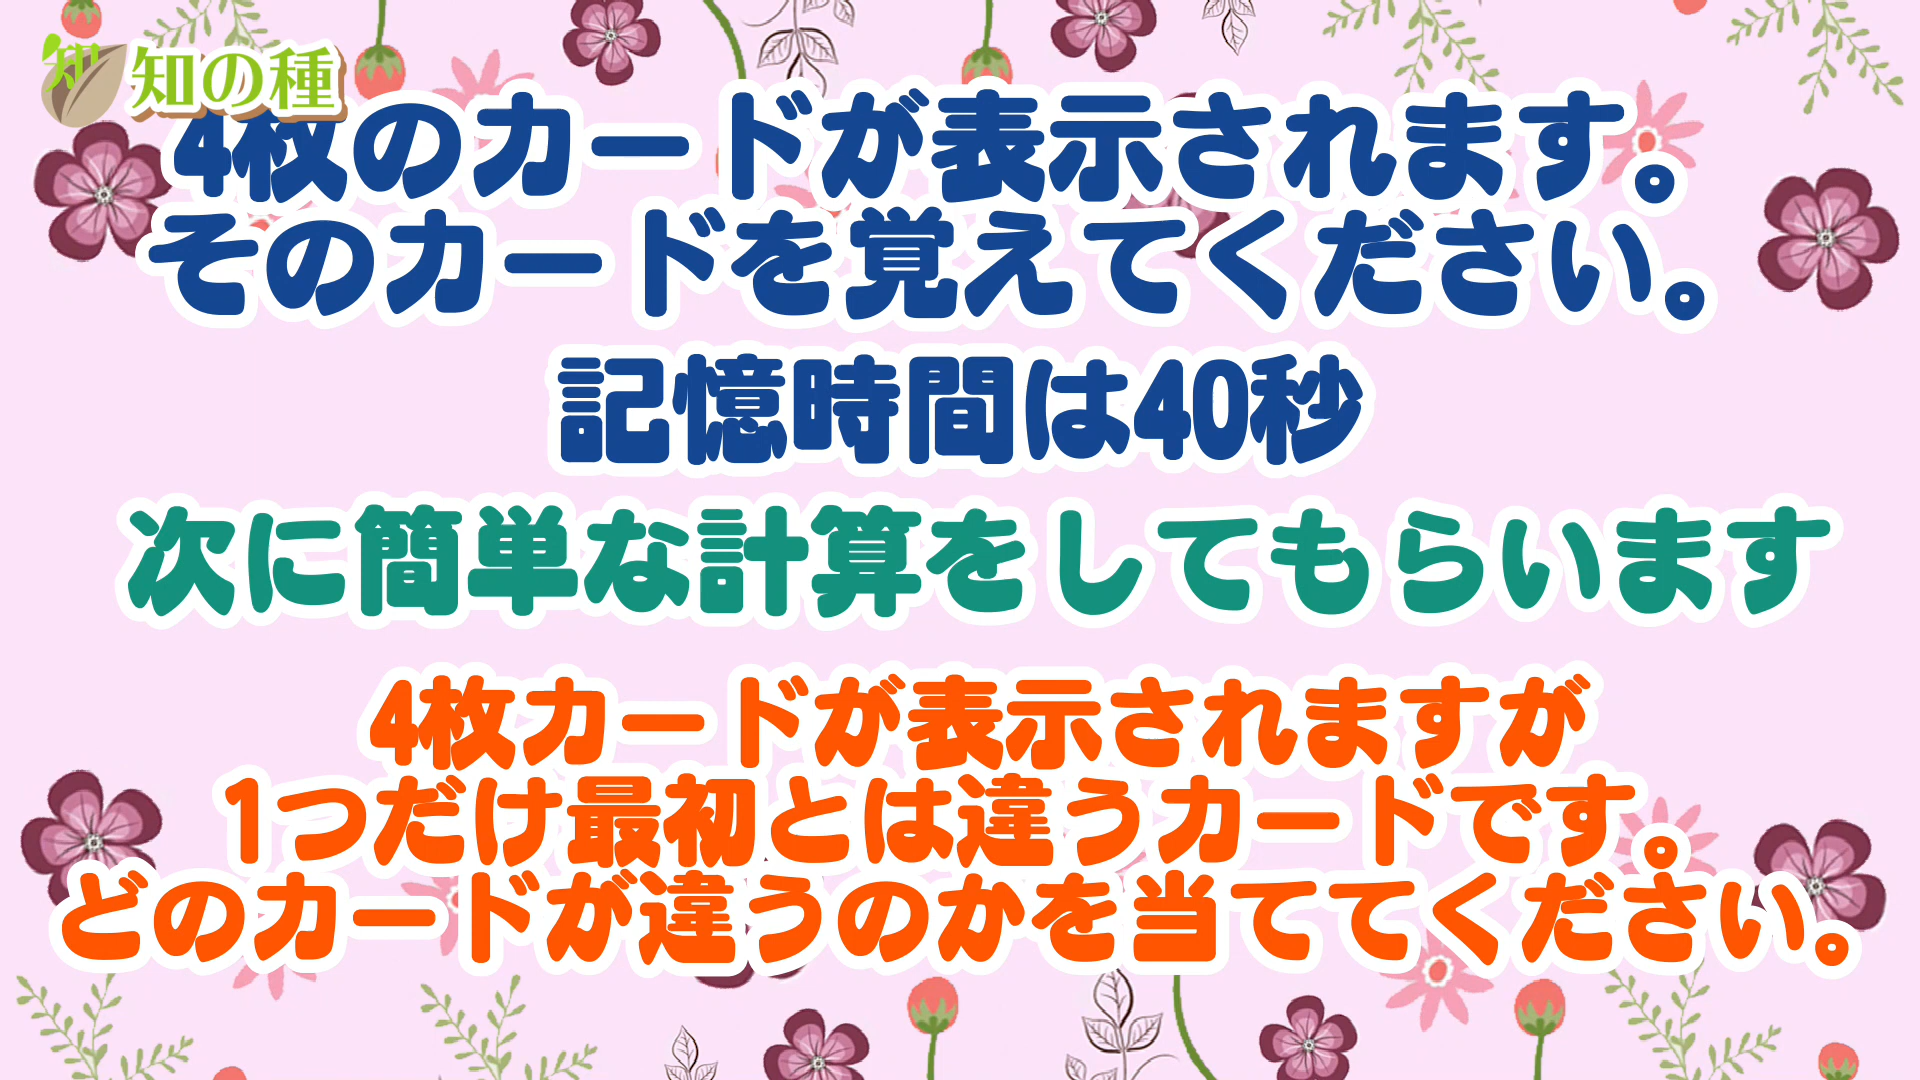 知の種
4枚のカードが表示されます。
そのカードを覚えてください。
記憶時間は40秒
次に簡単な計算をしてもらいます
4枚カードが表示されますが
1つだけ最初とは違うカードです。
どのカードが違うのかを当ててください。